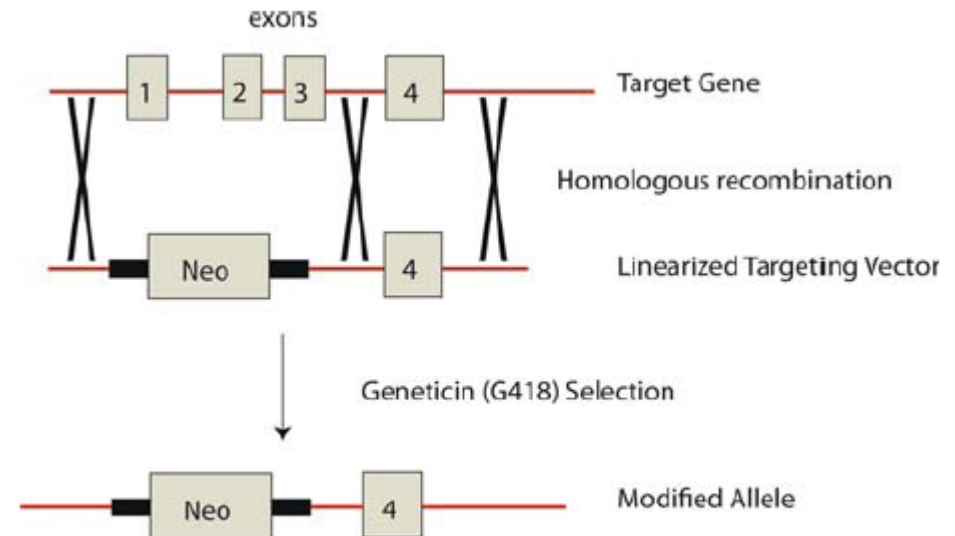 exons
1 2 3 4 Target Gene
Homologous recombination
Neo 4 Linearized Targeting Vector
Geneticin (G418) Selection
Neo 4 Modified Allele